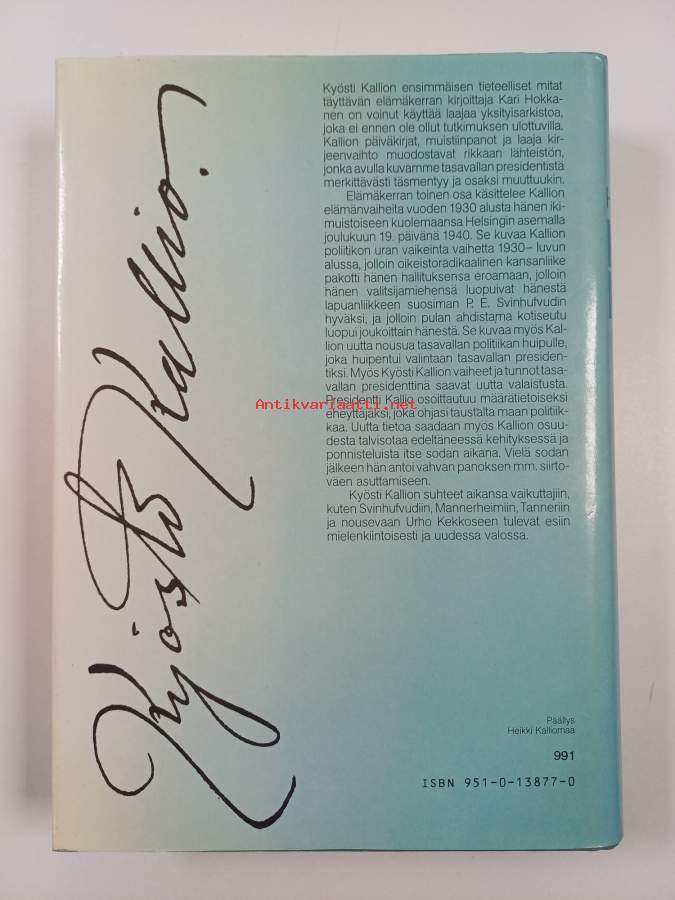 Kyösti Kallio.
Kyösti Kallion ensimmäisen tieteelliset mitat
täyttävän elämäkerran kirjoittaja Kari Hokka-
nen on voinut käyttää laajaa yksityisarkistoa,
joka ei ennen ole ollut tutkimuksen ulottuvilla.
Kallion päiväkirjat, muistiinpanot ja laaja kir-
jeenvaihto muodostavat rikkaan lähteistön,
jonka avulla kuvamme tasavallan presidentistä
merkittävästi täsmentyy ja osaksi muuttuukin.
Elämäkerran toinen osa käsittelee Kallion
elämänvaiheita vuoden 1930 alusta hänen iki-
muistoiseen kuolemaansa Helsingin asemalla
joulukuun 19. päivänä 1940. Se kuvaa Kallion
poliitikon uran vaikeinta vaihetta 1930– luvun
alussa, jolloin oikeistoradikaalinen kansanliike
pakotti hänen hallituksensa eroamaan, jolloin
hänen valitsijamiehensä luopuivat hänestä
lapuanliikkeen suosiman P. E. Svinhufvudin
hyväksi, ja jolloin pulan ahdistama kotiseutu
luopui joukoittain hänestä. Se kuvaa myös Kal-
lion uutta nousua tasavallan politiikan huipulle,
joka huipentui valintaan tasavallan presiden-
tiksi. Myös Kyösti Kallion vaiheet ja tunnot tasa-
vallan presidenttinä saavat uutta valaistusta.
Presidentti Kallio osoittautuu määrätietoiseksi
eheyttäjäksi, joka ohjasi taustalta maan politiik-
kaa. Uutta tietoa saadaan myös Kallion osuu-
desta talvisotaa edeltäneessä kehityksessä ja
ponnisteluista itse sodan aikana. Vielä sodan
jälkeen hän antoi vahvan panoksen mm. siirto-
väen asuttamiseen.
Kyösti Kallion suhteet aikansa vaikuttajiin,
kuten Svinhufvudiin, Mannerheimiin, Tanneriin
ja nousevaan Urho Kekkoseen tulevat esiin
mielenkiintoisesti ja uudessa valossa.
Antikvariaatti.net
Päällys
Heikki Kalliomaa
991
ISBN 951-0-13877-0